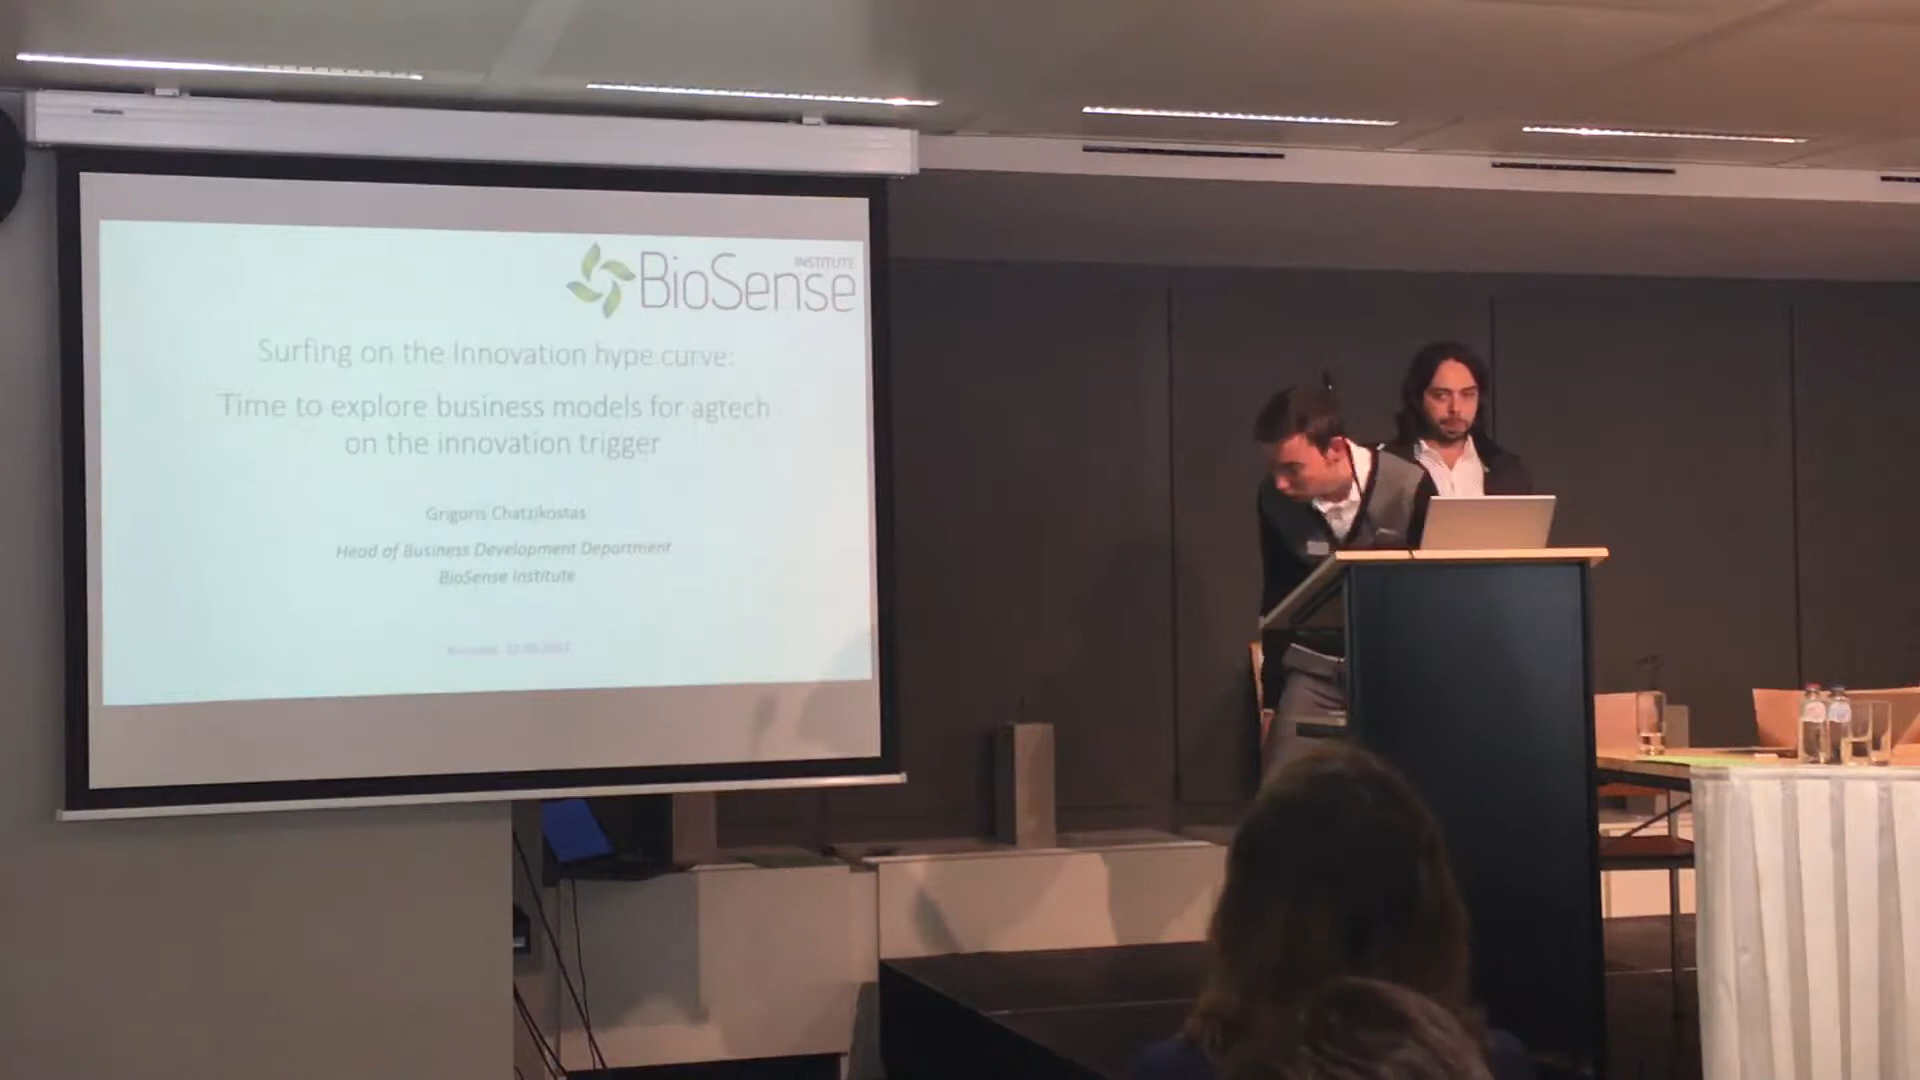 INSTITUTE
BioSense
Surfing on the Innovation hype curve:
Time to explore business models for agtech
on the innovation trigger
Grigoris Chatzikostas
Head of Business Development Department
BioSense Institute